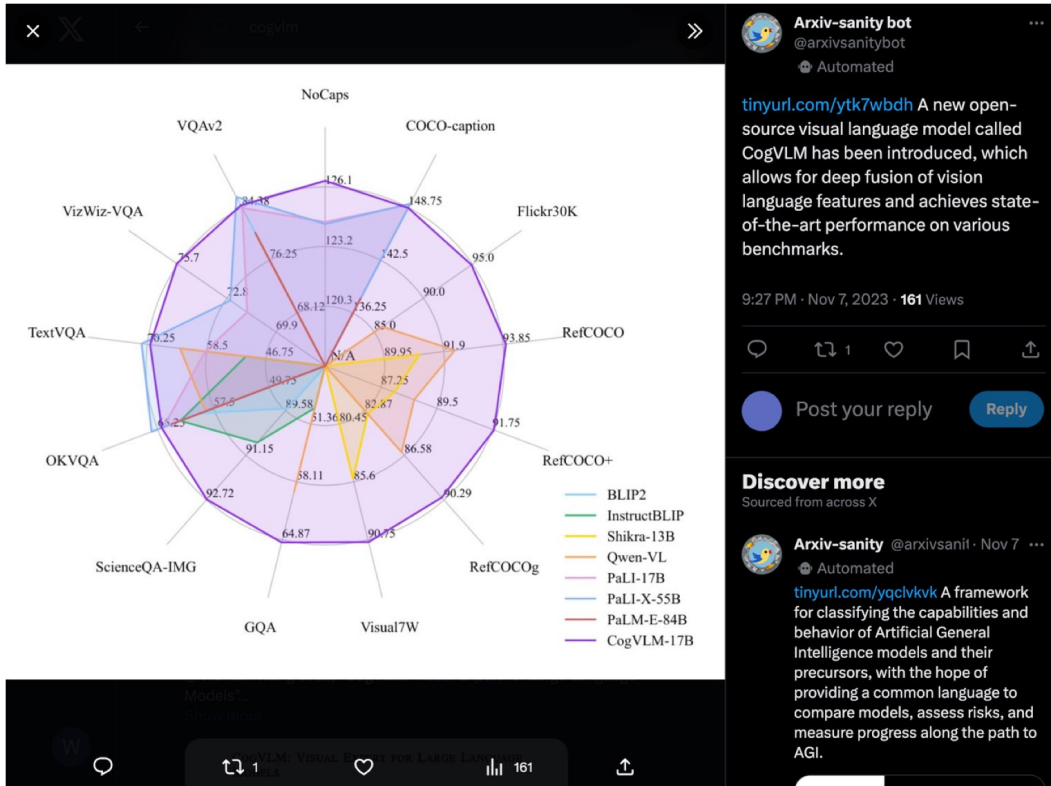 cogvlm
NoCaps
VQAv2
COCO-caption
VizWiz-VQA
Flickr30K
TextVQA
RefCOCO
OKVQA
RefCOCO+
ScienceQA-IMG
RefCOCOg
GQA
Visual7W
126.1
123.2
120.3
148.75
142.5
136.25
95.0
90.0
85.0
93.85
91.9
89.95
91.75
89.5
87.25
90.29
86.58
82.87
90.75
85.6
80.45
64.87
58.11
51.36
92.72
91.15
89.58
57.5
49.75
70.25
58.5
46.75
75.7
72.8
69.9
84.38
76.25
68.12
N/A
BLIP2
InstructBLIP
Shikra-13B
Qwen-VL
PaLI-17B
PaLI-X-55B
PaLM-E-84B
CogVLM-17B
Models"...
Show more
W
COGVLM: VISUAL EXPERT FOR LARGE LANGUAGE
MODELS
1
161
Arxiv-sanity bot
@arxivsanitybot
Automated
tinyurl.com/ytk7wbdh A new open-
source visual language model called
CogVLM has been introduced, which
allows for deep fusion of vision
language features and achieves state-
of-the-art performance on various
benchmarks.
9:27 PM · Nov 7, 2023 · 161 Views
1
Post your reply
Reply
Discover more
Sourced from across X
Arxiv-sanity @arxivsanit · Nov 7
Automated
tinyurl.com/yqclvkvk A framework
for classifying the capabilities and
behavior of Artificial General
Intelligence models and their
precursors, with the hope of
providing a common language to
compare models, assess risks, and
measure progress along the path to
AGI.